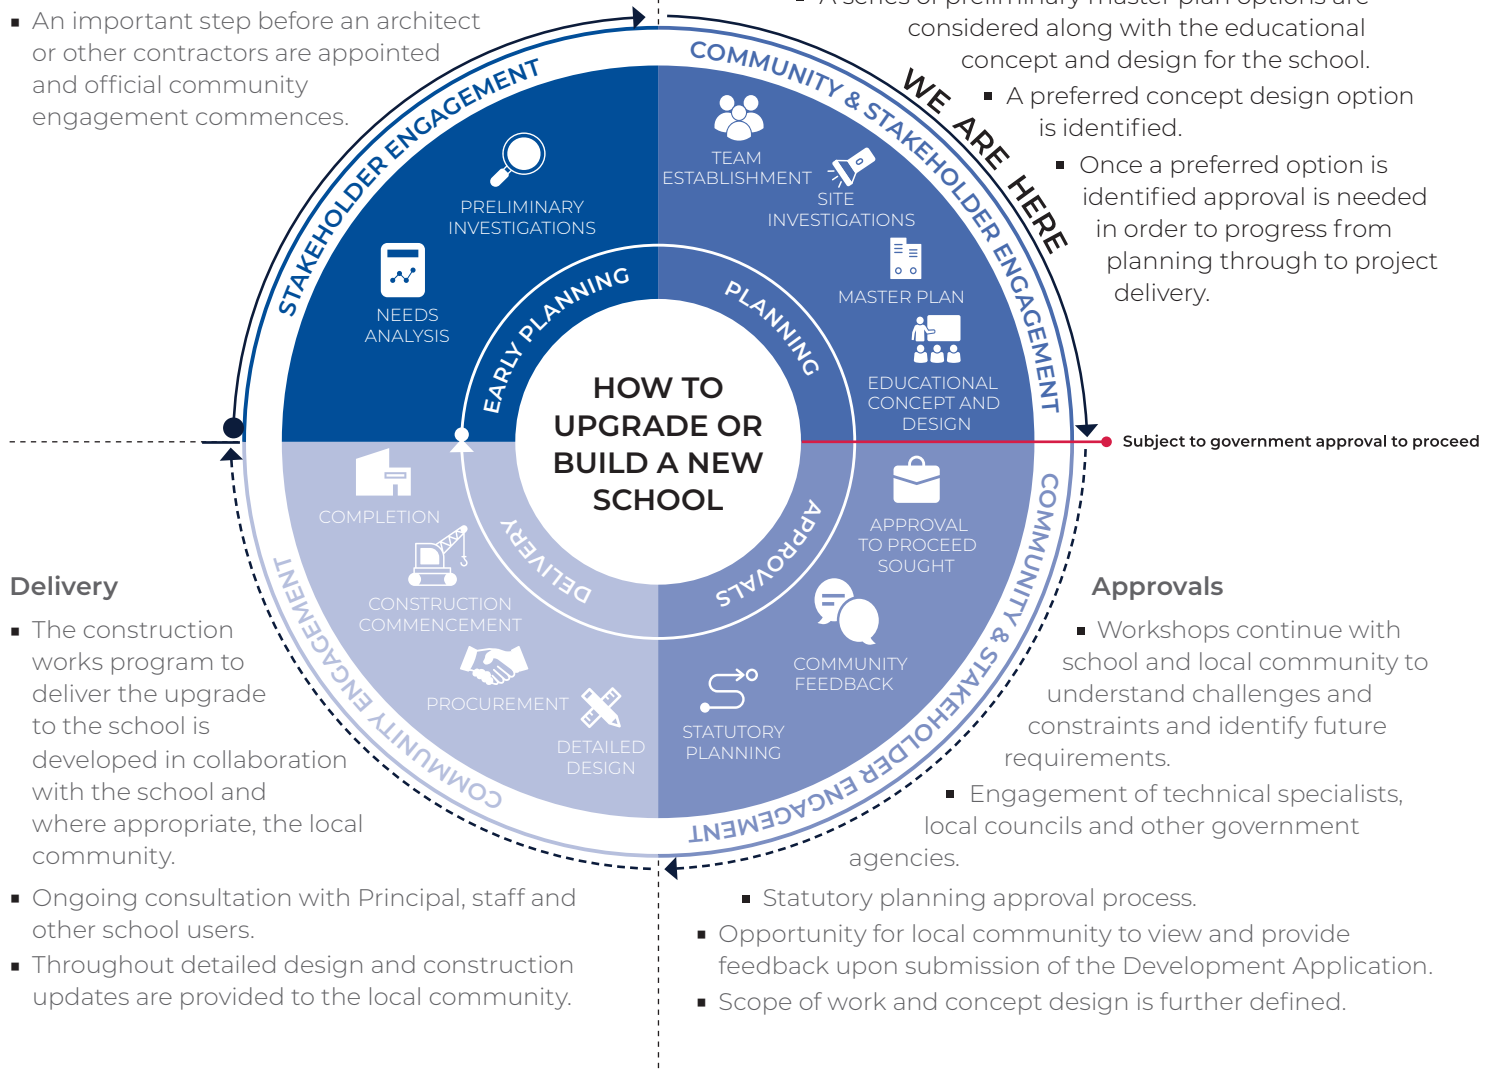 ▪ An important step before an architect
or other contractors are appointed
and official community
engagement commences.
▪ A series of preliminary master plan options are
considered along with the educational
concept and design for the school.
▪ A preferred concept design option
is identified.
▪ Once a preferred option is
identified approval is needed
in order to progress from
planning through to project
delivery.
WE ARE HERE
STAKEHOLDER ENGAGEMENT
COMMUNITY & STAKEHOLDER ENGAGEMENT
PRELIMINARY
INVESTIGATIONS
NEEDS
ANALYSIS
EARLY PLANNING
TEAM
ESTABLISHMENT
SITE
INVESTIGATIONS
MASTER PLAN
EDUCATIONAL
CONCEPT AND
DESIGN
PLANNING
HOW TO
UPGRADE OR
BUILD A NEW
SCHOOL
Subject to government approval to proceed
APPROVAL
TO PROCEED
SOUGHT
COMMUNITY
FEEDBACK
STATUTORY
PLANNING
APPROVALS
COMMUNITY & STAKEHOLDER ENGAGEMENT
COMPLETION
CONSTRUCTION
COMMENCEMENT
PROCUREMENT
DETAILED
DESIGN
DELIVERY
COMMUNITY ENGAGEMENT
Delivery
▪ The construction
works program to
deliver the upgrade
to the school is
developed in collaboration
with the school and
where appropriate, the local
community.
▪ Ongoing consultation with Principal, staff and
other school users.
▪ Throughout detailed design and construction
updates are provided to the local community.
Approvals
▪ Workshops continue with
school and local community to
understand challenges and
constraints and identify future
requirements.
▪ Engagement of technical specialists,
local councils and other government
agencies.
▪ Statutory planning approval process.
▪ Opportunity for local community to view and provide
feedback upon submission of the Development Application.
▪ Scope of work and concept design is further defined.